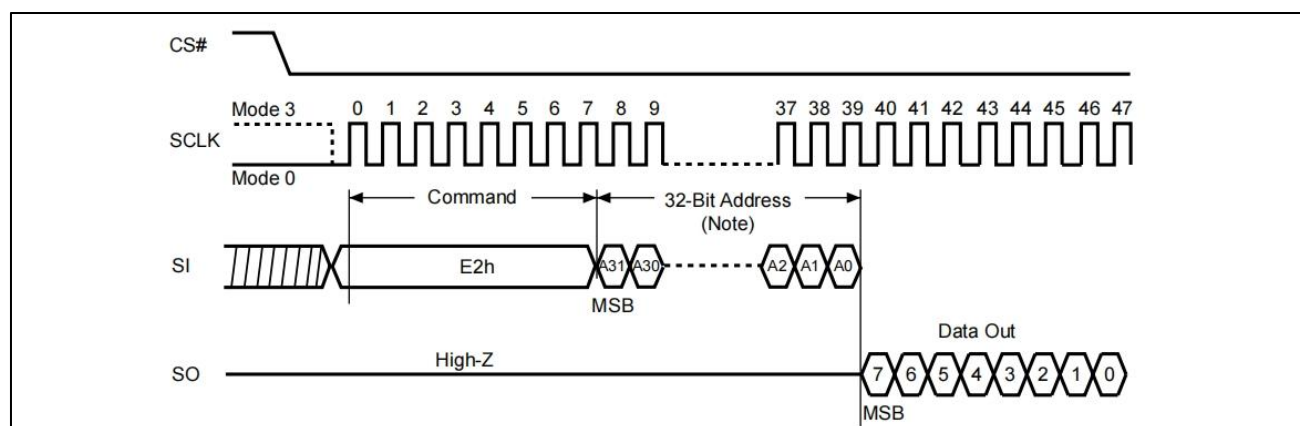 CS#
Mode 3
0 1 2 3 4 5 6 7 8 9 37 38 39 40 41 42 43 44 45 46 47
SCLK
Mode 0
Command
32-Bit Address
(Note)
SI
E2h
A31 A30 A2 A1 A0
MSB
Data Out
High-Z
SO
7 6 5 4 3 2 1 0
MSB